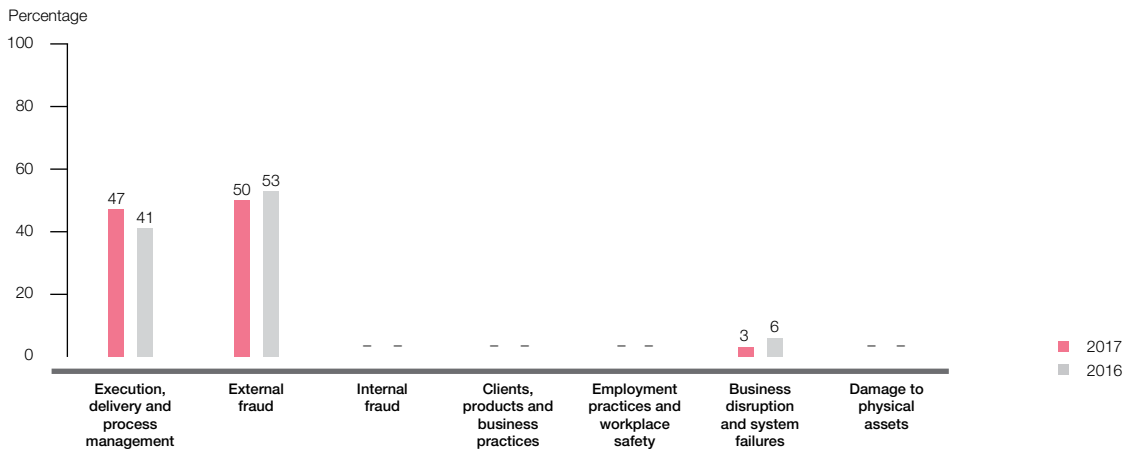 Percentage
100
80
60
40
20
0
47
41
50
53
– –
– –
– –
3
6
– –
Execution,
delivery and
process
management
External
fraud
Internal
fraud
Clients,
products and
business
practices
Employment
practices and
workplace
safety
Business
disruption
and system
failures
Damage to
physical
assets
2017
2016